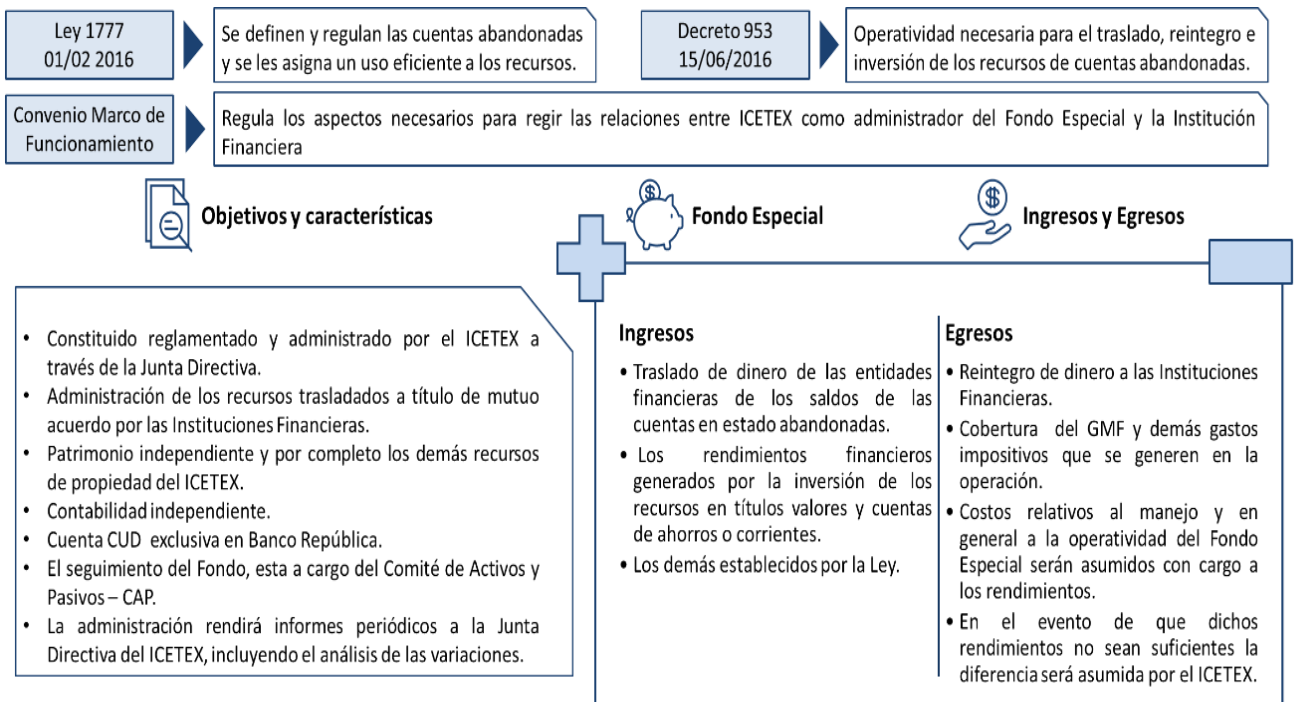 Ley 1777
01/02 2016
Se definen y regulan las cuentas abandonadas
y se les asigna un uso eficiente a los recursos.
Decreto 953
15/06/2016
Operatividad necesaria para el traslado, reintegro e
inversión de los recursos de cuentas abandonadas.
Convenio Marco de
Funcionamiento
Regula los aspectos necesarios para regir las relaciones entre ICETEX como administrador del Fondo Especial y la Institución
Financiera
Objetivos y características
Fondo Especial
Ingresos y Egresos
• Constituido reglamentado y administrado por el ICETEX a
través de la Junta Directiva.
• Administración de los recursos trasladados a título de mutuo
acuerdo por las Instituciones Financieras.
• Patrimonio independiente y por completo los demás recursos
de propiedad del ICETEX.
• Contabilidad independiente.
• Cuenta CUD exclusiva en Banco República.
• El seguimiento del Fondo, esta a cargo del Comité de Activos y
Pasivos – CAP.
• La administración rendirá informes periódicos a la Junta
Directiva del ICETEX, incluyendo el análisis de las variaciones.
Ingresos
• Traslado de dinero de las entidades
financieras de los saldos de las
cuentas en estado abandonadas.
• Los rendimientos financieros
generados por la inversión de los
recursos en títulos valores y cuentas
de ahorros o corrientes.
• Los demás establecidos por la Ley.
Egresos
• Reintegro de dinero a las Instituciones
Financieras.
• Cobertura del GMF y demás gastos
impositivos que se generen en la
operación.
• Costos relativos al manejo y en
general a la operatividad del Fondo
Especial serán asumidos con cargo a
los rendimientos.
• En el evento de que dichos
rendimientos no sean suficientes la
diferencia será asumida por el ICETEX.